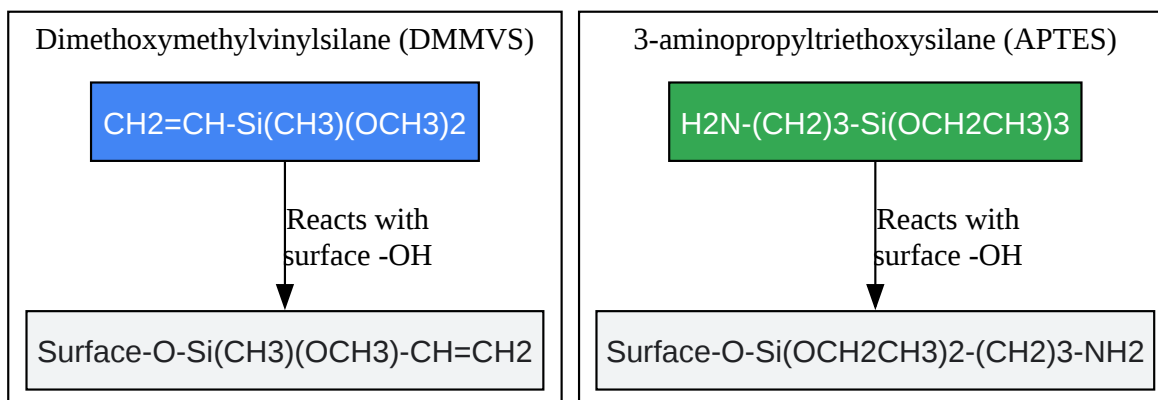 Dimethoxymethylvinylsilane (DMMVS)
CH2=CH-Si(CH3)(OCH3)2
Reacts with
surface -OH
Surface-O-Si(CH3)(OCH3)-CH=CH2
3-aminopropyltriethoxysilane (APTES)
H2N-(CH2)3-Si(OCH2CH3)3
Reacts with
surface -OH
Surface-O-Si(OCH2CH3)2-(CH2)3-NH2